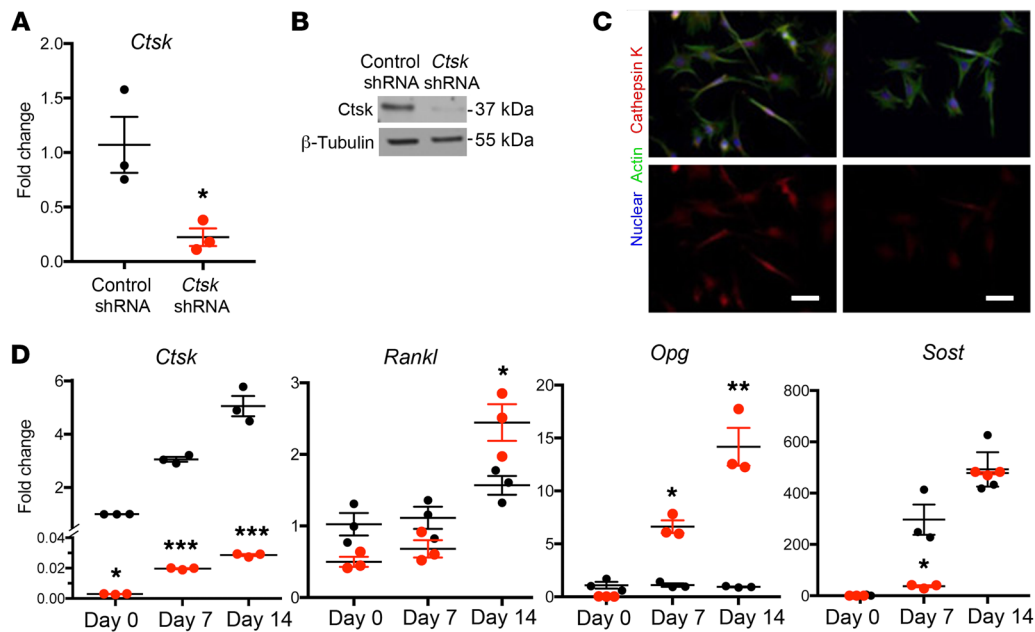 A
Ctsk
2.0
1.5
1.0
0.5
0.0
Fold change
*
Control
shRNA
Ctsk
shRNA
B
Control Ctsk
shRNA shRNA
Ctsk
-37 kDa
β-Tubulin
-55 kDa
C
Nuclear Actin Cathepsin K
D
Ctsk
Fold change
6
4
2
0.04
0.02
0.00
*
***
***
Day 0 Day 7 Day 14
Rankl
3
2
1
0
*
Day 0 Day 7 Day 14
Opg
20
15
10
5
0
*
**
Day 0 Day 7 Day 14
Sost
800
600
400
200
0
*
Day 0 Day 7 Day 14